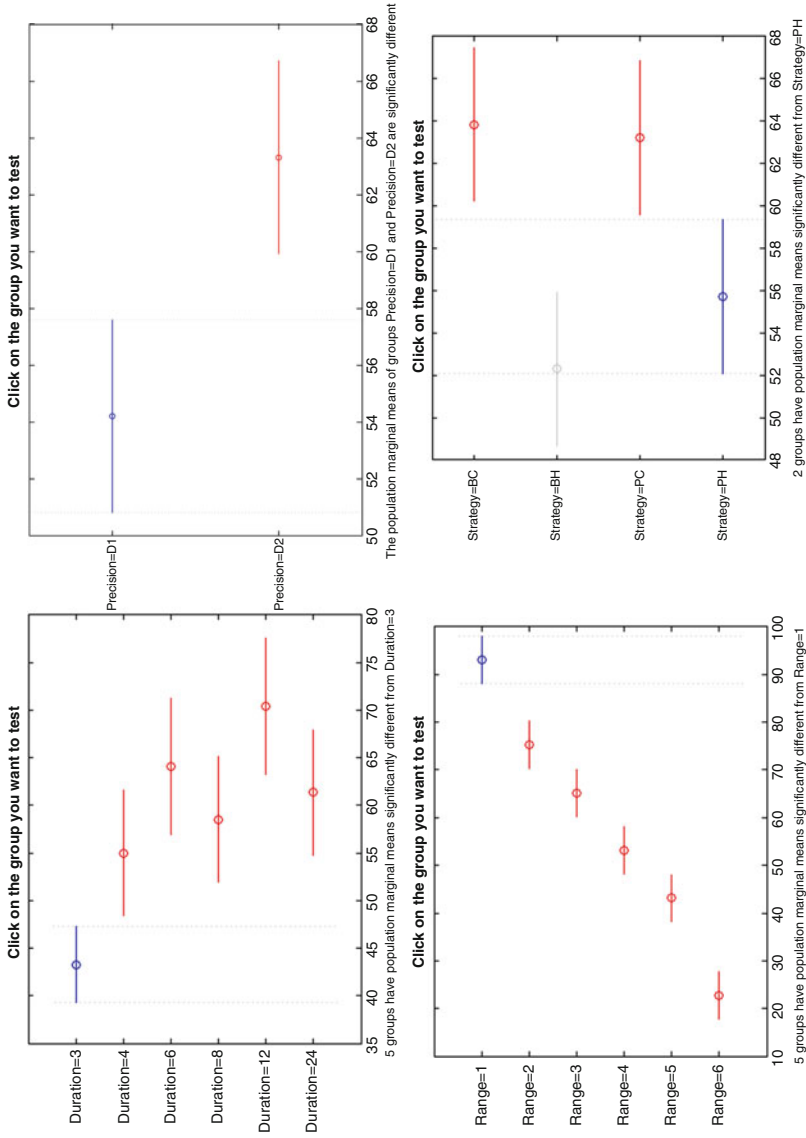 Click on the group you want to test
Duration=3
Duration=4
Duration=6
Duration=8
Duration=12
Duration=24
35 40 45 50 55 60 65 70 75 80
5 groups have population marginal means significantly different from Duration=3
Click on the group you want to test
Precision=D1
Precision=D2
50 51 54 56 58 60 62 64 66 68
The population marginal means of groups Precision=D1 and Precision=D2 are significantly different
Click on the group you want to test
Range=1
Range=2
Range=3
Range=4
Range=5
Range=6
10 20 30 40 50 60 70 80 90 100
5 groups have population marginal means significantly different from Range=1
Click on the group you want to test
Strategy=BC
Strategy=BH
Strategy=PC
Strategy=PH
48 50 52 54 56 58 60 62 64 66 68
2 groups have population marginal means significantly different from Strategy=PH